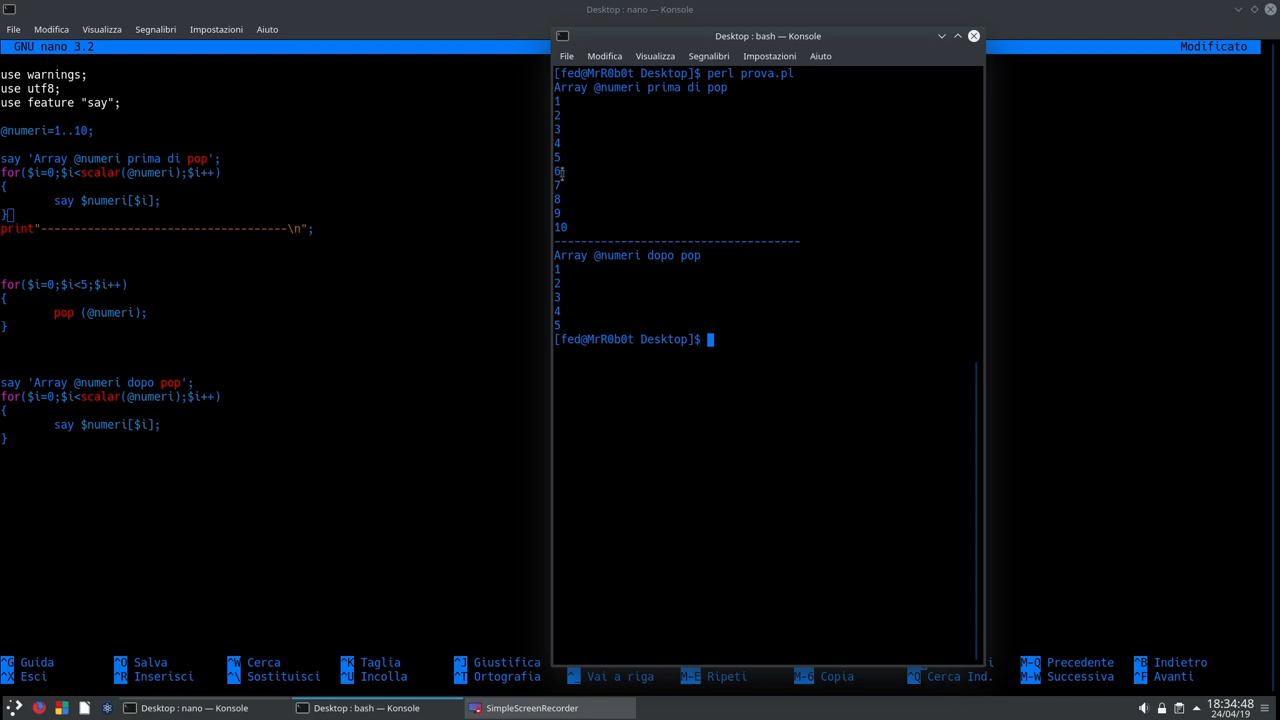 Desktop : nano — Konsole
File Modifica Visualizza Segnalibri Impostazioni Aiuto
GNU nano 3.2 Modificato
use warnings;
use utf8;
use feature "say";
@numeri=1..10;
say 'Array @numeri prima di pop';
for($i=0;$i<scalar(@numeri);$i++)
{
say $numeri[$i];
}
print"-------------------------------------\n";
for($i=0;$i<5;$i++)
{
pop (@numeri);
}
say 'Array @numeri dopo pop';
for($i=0;$i<scalar(@numeri);$i++)
{
say $numeri[$i];
}
Desktop : bash — Konsole
File Modifica Visualizza Segnalibri Impostazioni Aiuto
[fed@MrR0b0t Desktop]$ perl prova.pl
Array @numeri prima di pop
1
2
3
4
5
6
7
8
9
10
-------------------------------------
Array @numeri dopo pop
1
2
3
4
5
[fed@MrR0b0t Desktop]$
^G Guida ^O Salva ^W Cerca ^K Taglia ^J Giustifica M-Q Precedente ^B Indietro
^X Esci ^R Inserisci ^\ Sostituisci ^U Incolla ^T Ortografia ^_ Vai a riga M-E Ripeti M-6 Copia ^Q Cerca Ind. M-W Successiva ^F Avanti
Desktop : nano — Konsole Desktop : bash — Konsole SimpleScreenRecorder 18:34:48
24/04/19